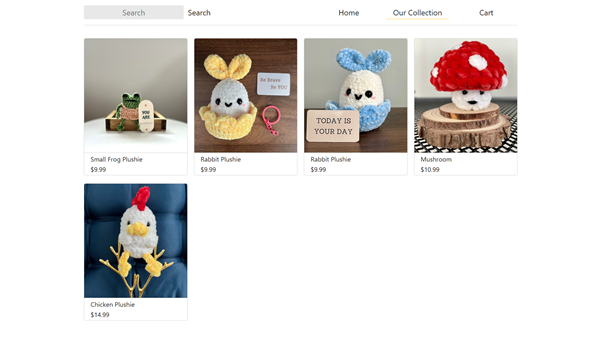 Search
Search
Home
Our Collection
Cart
YOU ARE
Be Brave
Be YOU
TODAY IS
YOUR DAY
Small Frog Plushie
$9.99
Rabbit Plushie
$9.99
Rabbit Plushie
$9.99
Mushroom
$10.99
Chicken Plushie
$14.99